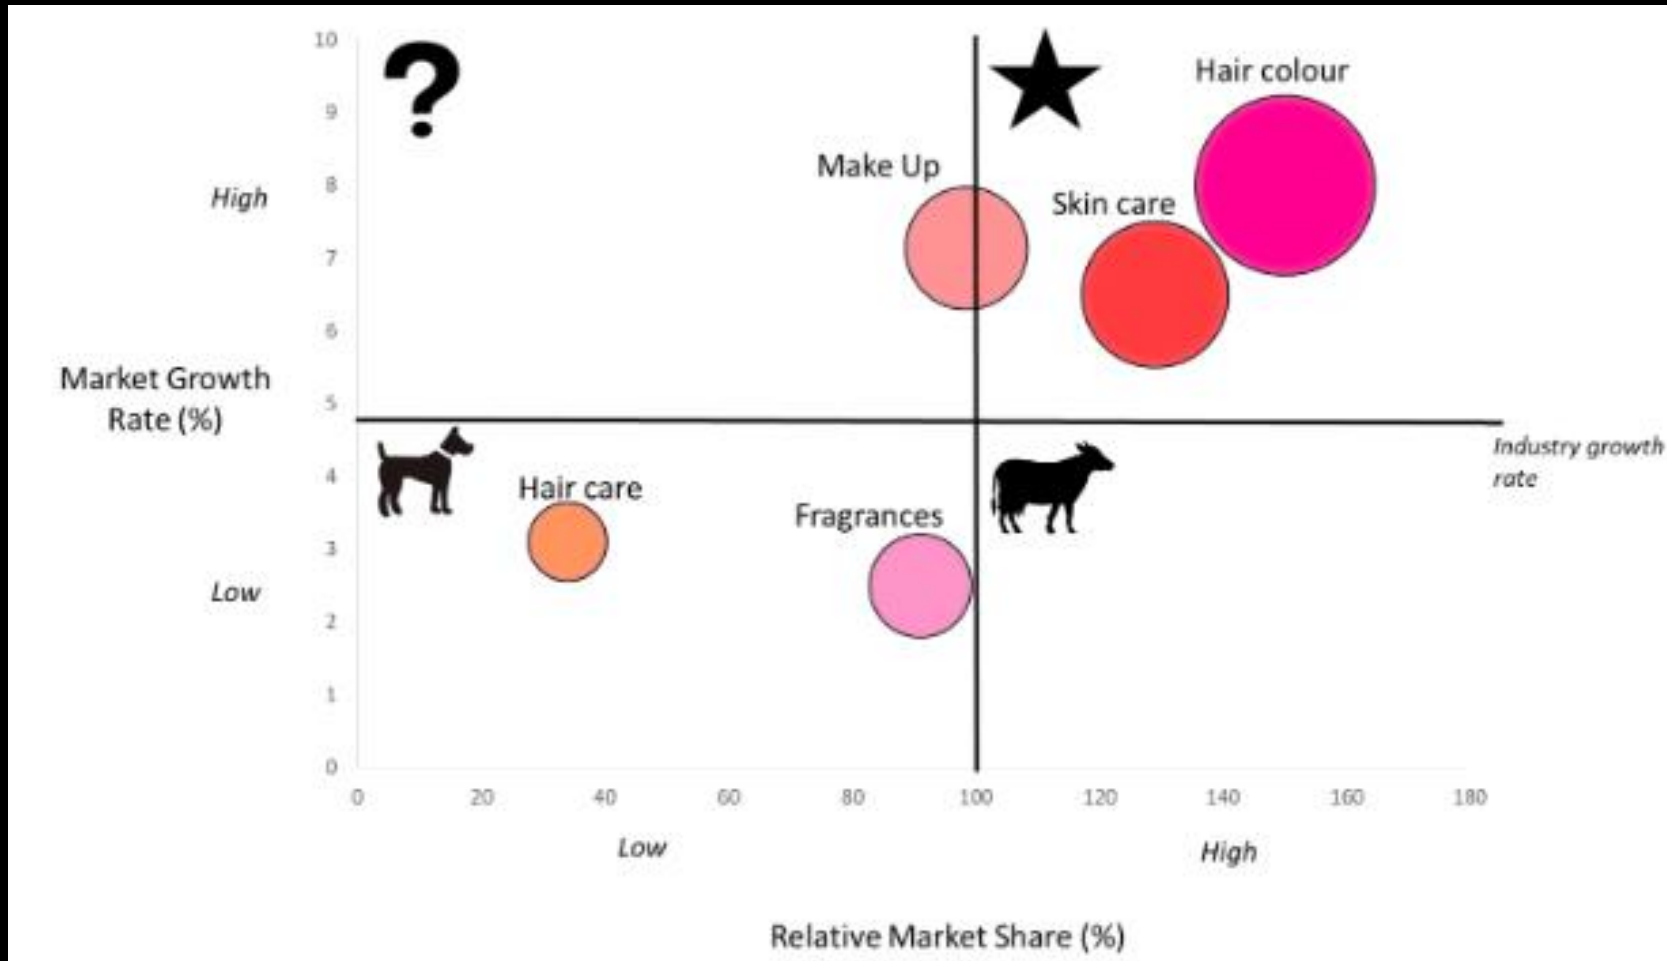 10
?
Hair colour
9
Make Up
8
High
Skin care
7
6
Market Growth
Rate (%)
5
Industry growth
rate
4
Hair care
Fragrances
3
Low
2
1
0
0 20 40 60 80 100 120 140 160 180
Low High
Relative Market Share (%)